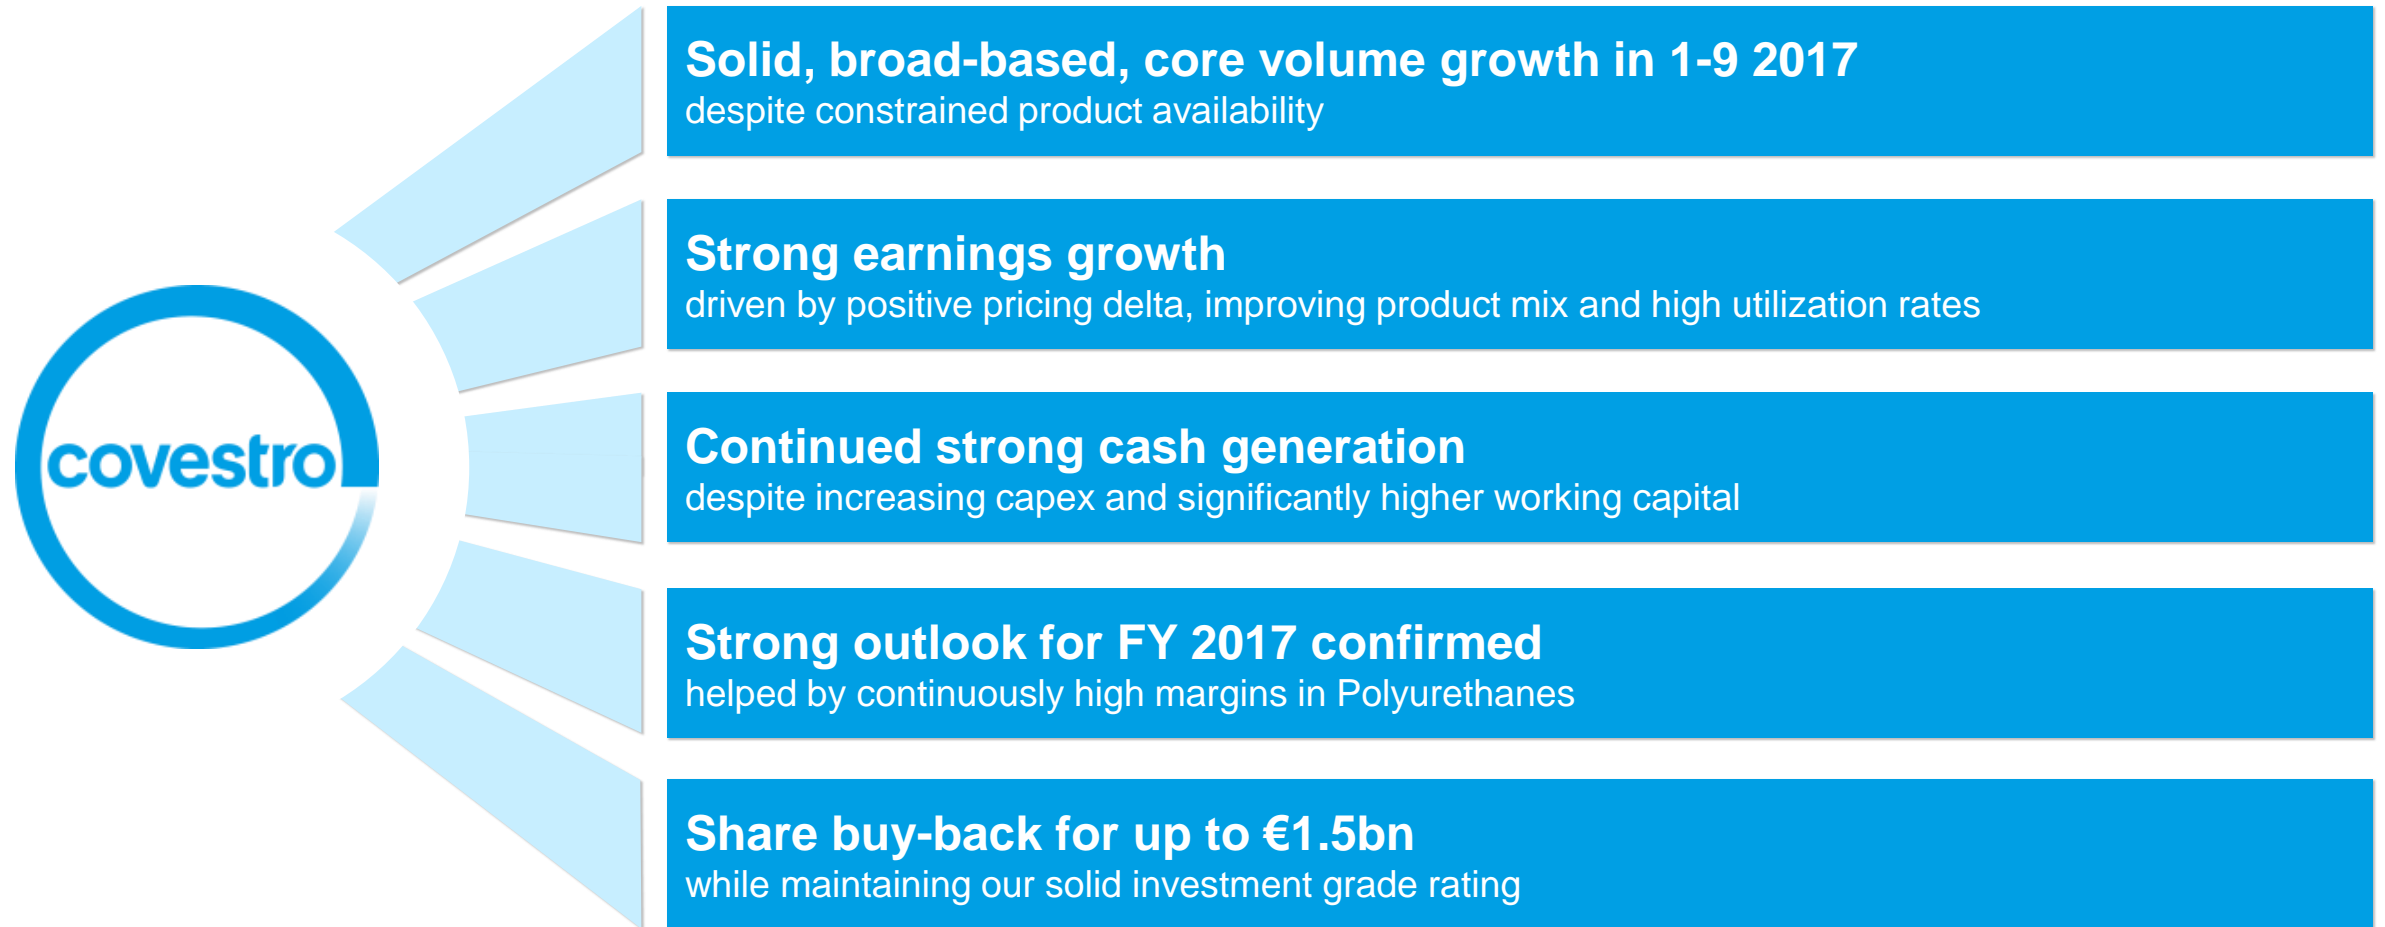 covestro
Solid, broad-based, core volume growth in 1-9 2017
despite constrained product availability
Strong earnings growth
driven by positive pricing delta, improving product mix and high utilization rates
Continued strong cash generation
despite increasing capex and significantly higher working capital
Strong outlook for FY 2017 confirmed
helped by continuously high margins in Polyurethanes
Share buy-back for up to €1.5bn
while maintaining our solid investment grade rating